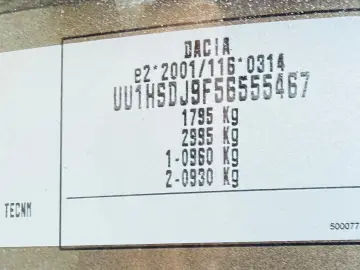 DACIA
e2*2001/116*0314
UU1HSDJ9F56555467
1795 Kg
2995 Kg
1-0960 Kg
2-0930 Kg
TECNM
500077